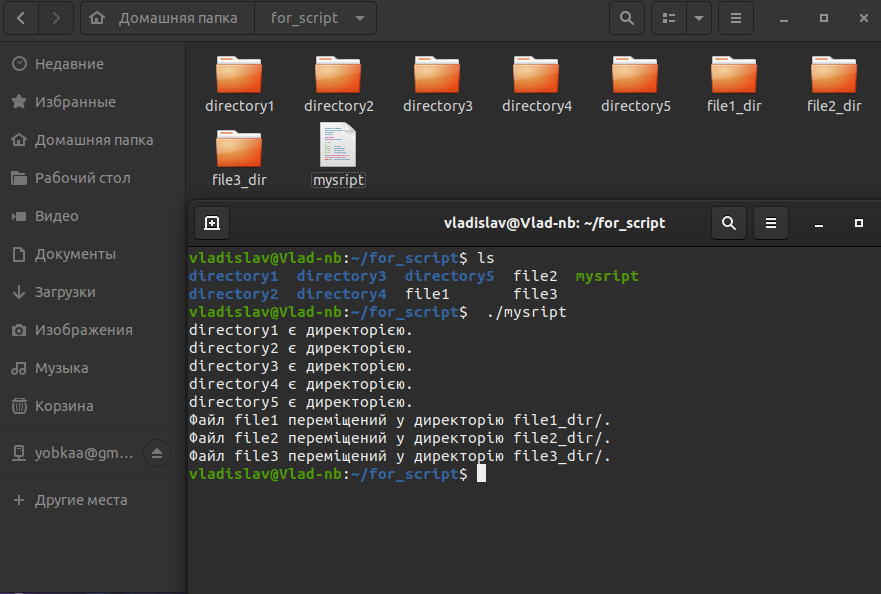 Домашняя папка for_script
Недавние
Избранные
Домашняя папка
Рабочий стол
Видео
Документы
Загрузки
Изображения
Музыка
Корзина
yobkaa@gm...
Другие места
directory1 directory2 directory3 directory4 directory5 file1_dir file2_dir
file3_dir mysript
vladislav@Vlad-nb: ~/for_script
vladislav@Vlad-nb:~/for_script$ ls
directory1 directory3 directory5 file2 mysript
directory2 directory4 file1 file3
vladislav@Vlad-nb:~/for_script$ ./mysript
directory1 є директорією.
directory2 є директорією.
directory3 є директорією.
directory4 є директорією.
directory5 є директорією.
Файл file1 переміщений у директорію file1_dir/.
Файл file2 переміщений у директорію file2_dir/.
Файл file3 переміщений у директорію file3_dir/.
vladislav@Vlad-nb:~/for_script$